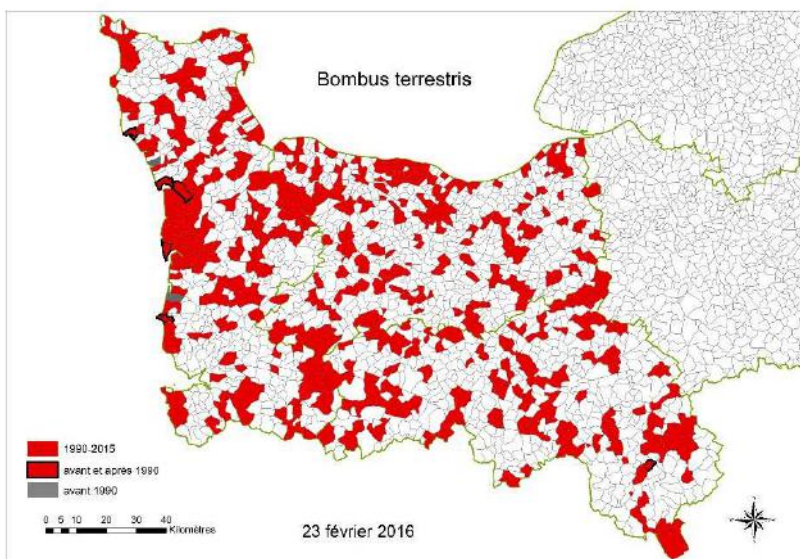 Bombus terrestris
1990-2015
avant et après 1990
avant 1990
0 5 10 20 30 40
Kilomètres
23 février 2016